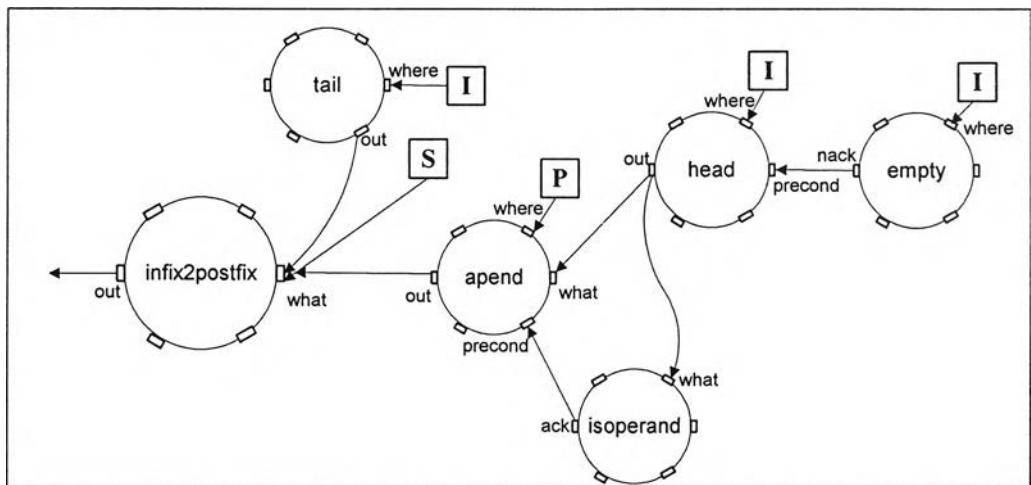 tail
where
I
out
S
infix2postfix
out
what
P
where
apend
out
what
precond
I
where
out
head
precond
I
where
nack
empty
what
ack
isoperand